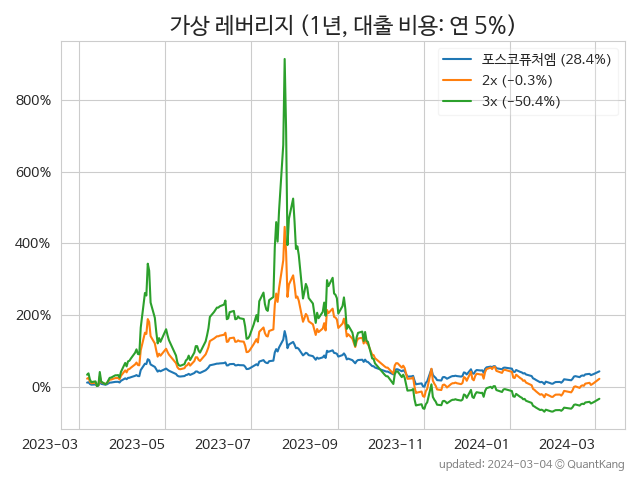 가상 레버리지 (1년, 대출 비용: 연 5%)
포스코퓨처엠 (28.4%)
2x (−0.3%)
3x (−50.4%)
800%
600%
400%
200%
0%
2023-03 2023-05 2023-07 2023-09 2023-11 2024-01 2024-03
updated: 2024-03-04 © QuantKang